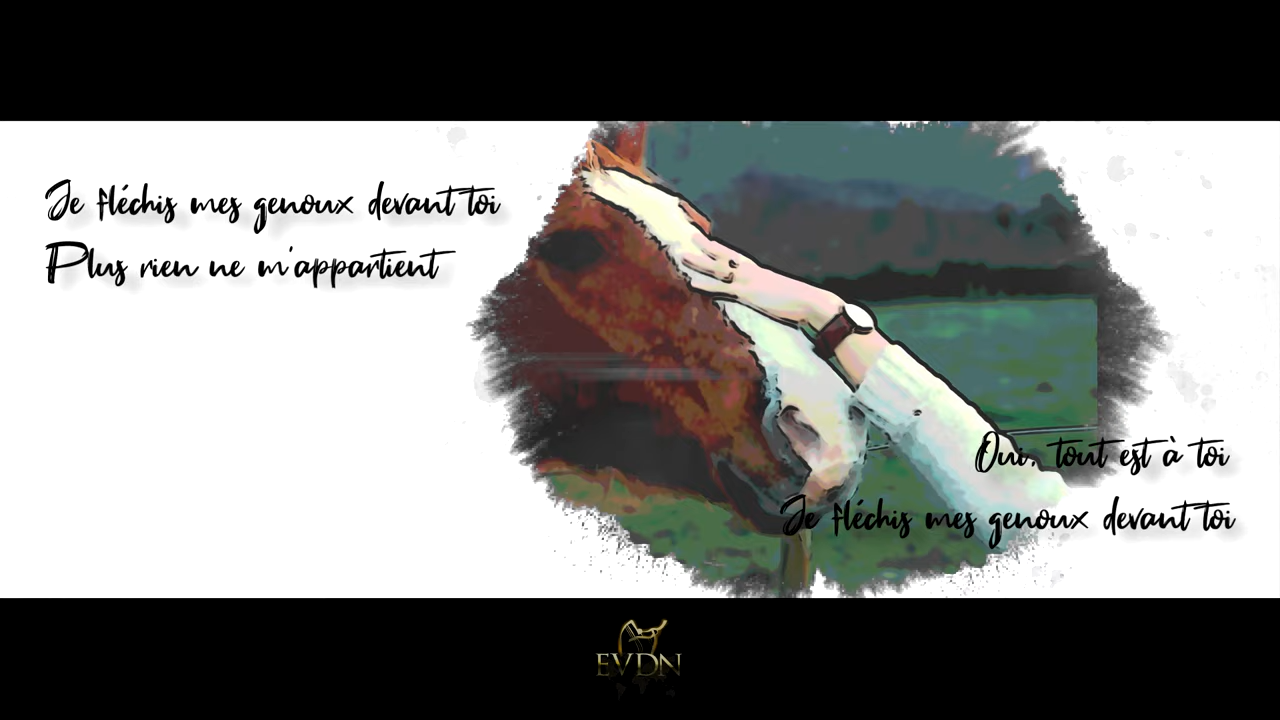 Je fléchis mes genoux devant toi
Plus rien ne m'appartient
Oui, tout est à toi
Je fléchis mes genoux devant toi
EVDN